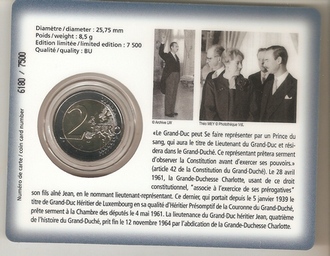 Diamètre / diameter : 25,75 mm
Poids / weight : 8,5 g
Edition limitée / limited edition : 7 500
Qualité / quality : BU
Numéro de carte / coin card number
6180 / 7500
2 EURO
«Le Grand-Duc peut Se faire représenter par un Prince du
sang, qui aura le titre de Lieutenant du Grand-Duc et rési-
dera dans le Grand-Duché. Ce représentant prêtera serment
d'observer la Constitution avant d'exercer ses pouvoirs.»
(article 42 de la Constitution du Grand-Duché). Le 28 avril
1961, la Grande-Duchesse Charlotte, usant de ce droit
constitutionnel, "associe à l'exercice de ses prérogatives"
son fils aîné Jean, en le nommant lieutenant-représentant. Ce dernier, qui portait depuis le 5 janvier 1939 le
titre de Grand-Duc Héritier de Luxembourg en sa qualité d'Héritier Présomptif de la Couronne du Grand-Duché,
prête serment à la Chambre des députés le 4 mai 1961. La lieutenance du Grand-Duc héritier Jean, quatrième
de l'histoire du Grand-Duché, prit fin le 12 novembre 1964 par l'abdication de la Grande-Duchesse Charlotte.